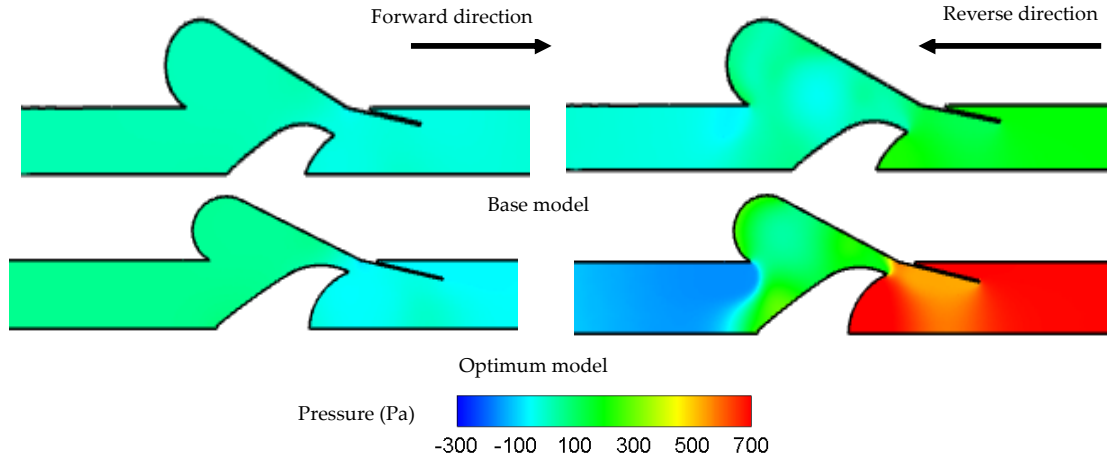 Forward direction
Reverse direction
Base model
Optimum model
Pressure (Pa)
-300 -100 100 300 500 700